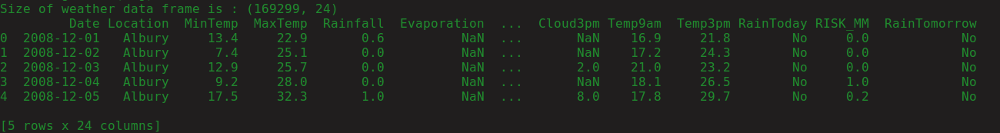 Size of weather data frame is : (169299, 24)
         Date Location  MinTemp  MaxTemp  Rainfall  Evaporation  ...  Cloud3pm Temp9am  Temp3pm RainToday RISK_MM  RainTomorrow
0  2008-12-01   Albury     13.4     22.9       0.6          NaN  ...       NaN    16.9     21.8        No     0.0            No
1  2008-12-02   Albury      7.4     25.1       0.0          NaN  ...       NaN    17.2     24.3        No     0.0            No
2  2008-12-03   Albury     12.9     25.7       0.0          NaN  ...       2.0    21.0     23.2        No     0.0            No
3  2008-12-04   Albury      9.2     28.0       0.0          NaN  ...       NaN    18.1     26.5        No     1.0            No
4  2008-12-05   Albury     17.5     32.3       1.0          NaN  ...       8.0    17.8     29.7        No     0.2            No
[5 rows x 24 columns]